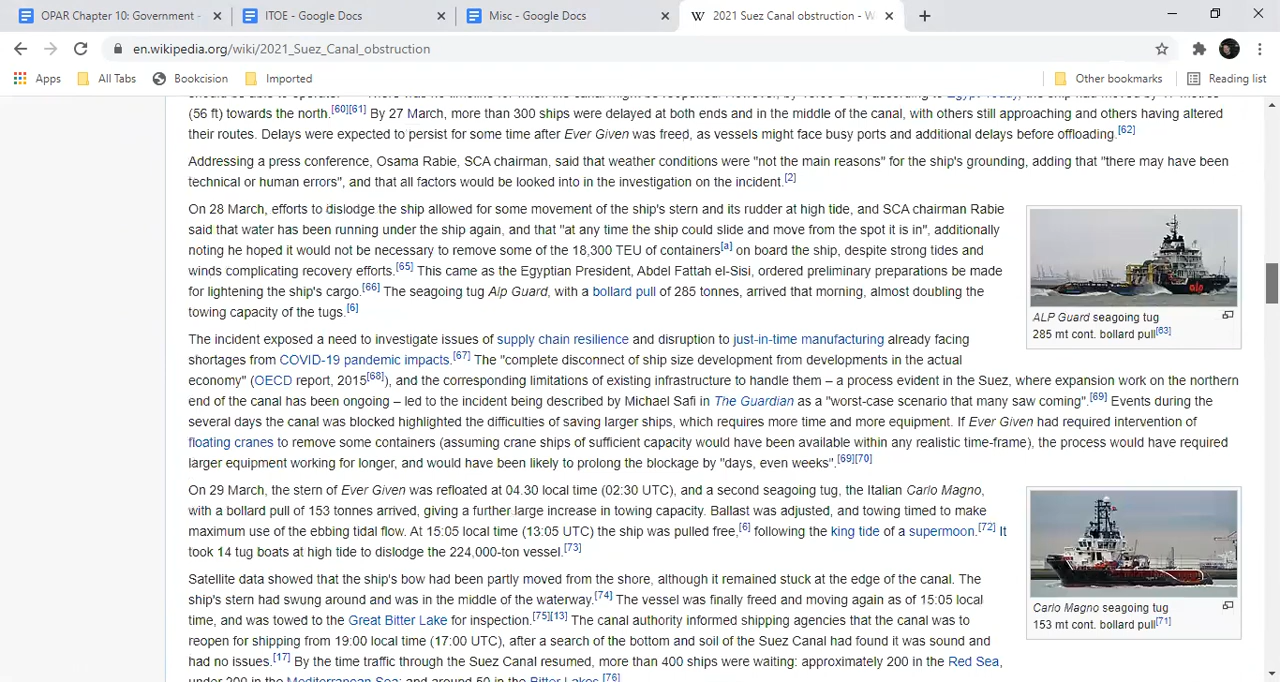 OPAR Chapter 10: Government -
ITOE - Google Docs
Misc - Google Docs
W 2021 Suez Canal obstruction - W
en.wikipedia.org/wiki/2021_Suez_Canal_obstruction
Apps All Tabs Bookcision Imported Other bookmarks Reading list
(56 ft) towards the north.[60][61] By 27 March, more than 300 ships were delayed at both ends and in the middle of the canal, with others still approaching and others having altered
their routes. Delays were expected to persist for some time after Ever Given was freed, as vessels might face busy ports and additional delays before offloading.[62]
Addressing a press conference, Osama Rabie, SCA chairman, said that weather conditions were "not the main reasons" for the ship's grounding, adding that "there may have been
technical or human errors", and that all factors would be looked into in the investigation on the incident.[2]
On 28 March, efforts to dislodge the ship allowed for some movement of the ship's stern and its rudder at high tide, and SCA chairman Rabie
said that water has been running under the ship again, and that "at any time the ship could slide and move from the spot it is in", additionally
noting he hoped it would not be necessary to remove some of the 18,300 TEU of containers[a] on board the ship, despite strong tides and
winds complicating recovery efforts.[65] This came as the Egyptian President, Abdel Fattah el-Sisi, ordered preliminary preparations be made
for lightening the ship's cargo.[66] The seagoing tug Alp Guard, with a bollard pull of 285 tonnes, arrived that morning, almost doubling the
towing capacity of the tugs.[6]
alp
ALP Guard seagoing tug
285 mt cont. bollard pull[63]
The incident exposed a need to investigate issues of supply chain resilience and disruption to just-in-time manufacturing already facing
shortages from COVID-19 pandemic impacts.[67] The "complete disconnect of ship size development from developments in the actual
economy" (OECD report, 2015[68]), and the corresponding limitations of existing infrastructure to handle them – a process evident in the Suez, where expansion work on the northern
end of the canal has been ongoing – led to the incident being described by Michael Safi in The Guardian as a "worst-case scenario that many saw coming".[69] Events during the
several days the canal was blocked highlighted the difficulties of saving larger ships, which requires more time and more equipment. If Ever Given had required intervention of
floating cranes to remove some containers (assuming crane ships of sufficient capacity would have been available within any realistic time-frame), the process would have required
larger equipment working for longer, and would have been likely to prolong the blockage by "days, even weeks".[69][70]
On 29 March, the stern of Ever Given was refloated at 04.30 local time (02:30 UTC), and a second seagoing tug, the Italian Carlo Magno,
with a bollard pull of 153 tonnes arrived, giving a further large increase in towing capacity. Ballast was adjusted, and towing timed to make
maximum use of the ebbing tidal flow. At 15:05 local time (13:05 UTC) the ship was pulled free,[6] following the king tide of a supermoon.[72] It
took 14 tug boats at high tide to dislodge the 224,000-ton vessel.[73]
Carlo Magno seagoing tug
153 mt cont. bollard pull[71]
Satellite data showed that the ship's bow had been partly moved from the shore, although it remained stuck at the edge of the canal. The
ship's stern had swung around and was in the middle of the waterway.[74] The vessel was finally freed and moving again as of 15:05 local
time, and was towed to the Great Bitter Lake for inspection.[75][13] The canal authority informed shipping agencies that the canal was to
reopen for shipping from 19:00 local time (17:00 UTC), after a search of the bottom and soil of the Suez Canal had found it was sound and
had no issues.[17] By the time traffic through the Suez Canal resumed, more than 400 ships were waiting: approximately 200 in the Red Sea,
under 200 in the Mediterranean Sea; and around 50 in the Bitter Lakes.[76]